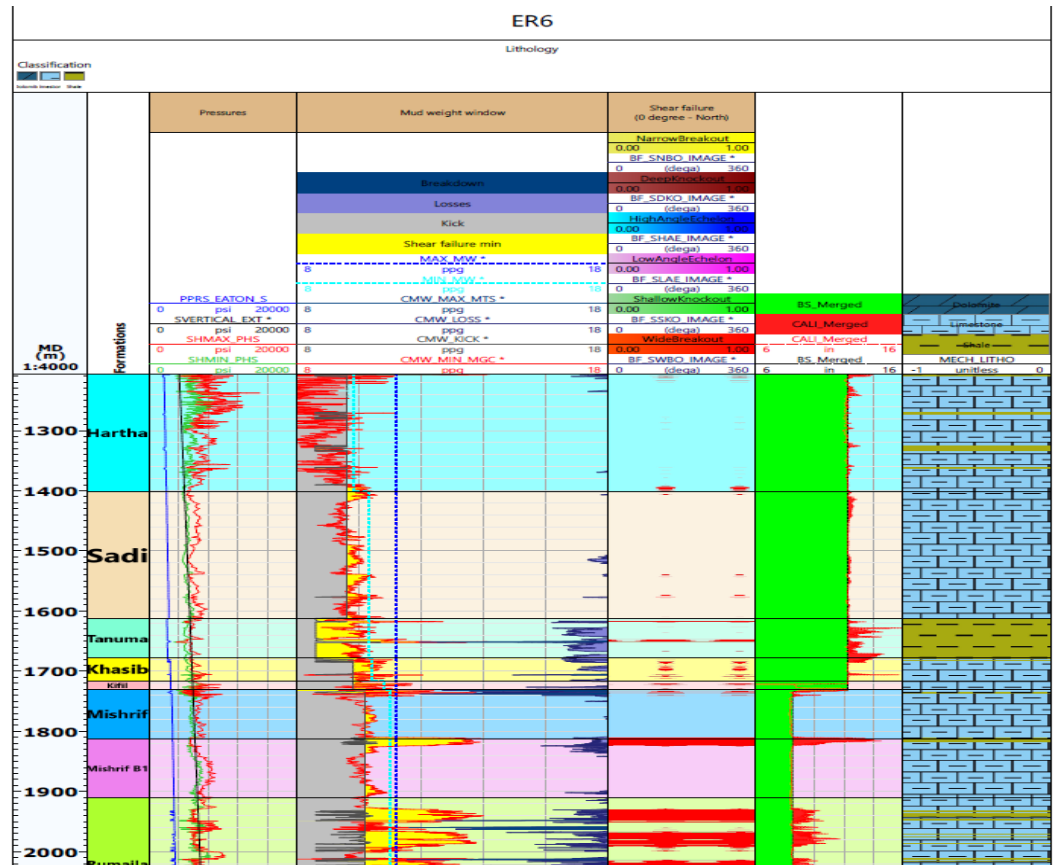 ER6
Lithology
Classification
Dolomite limestone Shale
Pressures
Mud weight window
Shear failure
(0 degree - North)
NarrowBreakout
0.00 1.00
BF_SNBO_IMAGE *
0 (dega) 360
Breakdown
DeepKnockout
0.00 1.00
BF_SDKO_IMAGE *
0 (dega) 360
Losses
Kick
HighAngleEchelon
0.00 1.00
BF_SHAE_IMAGE *
0 (dega) 360
Shear failure min
MAX_MW *
8 ppg 18
MIN_MW *
8 ppg
LowAngleEchelon
0.00 1.00
BF_SLAE_IMAGE *
0 (dega) 360
PPRS_EATON_S
0 psi 20000
SVERTICAL_EXT *
0 psi 20000
SHMAX_PHS
0 psi 20000
SHMIN_PHS
0 psi 20000
CMW_MAX_MTS *
8 ppg 18
CMW_LOSS *
8 ppg 18
CMW_KICK *
8 ppg 18
CMW_MIN_MGC *
8 ppg 18
ShallowKnockout
0.00 1.00
BF_SSKO_IMAGE *
0 (dega) 360
WideBreakout
0.00 1.00
BF_SWBO_IMAGE *
0 (dega) 360
BS_Merged
CALI_Merged
CALI_Merged
6 in 16
BS_Merged
6 in 16
Dolomite
Limestone
Shale
MECH_LITHO
-1 unitless 0
MD
(m)
1:4000
Formations
1300
Hartha
1400
1500
Sadi
1600
Tanuma
1700
Khasib
Kifil
Mishrif
1800
Mishrif B1
1900
2000
Rumaila